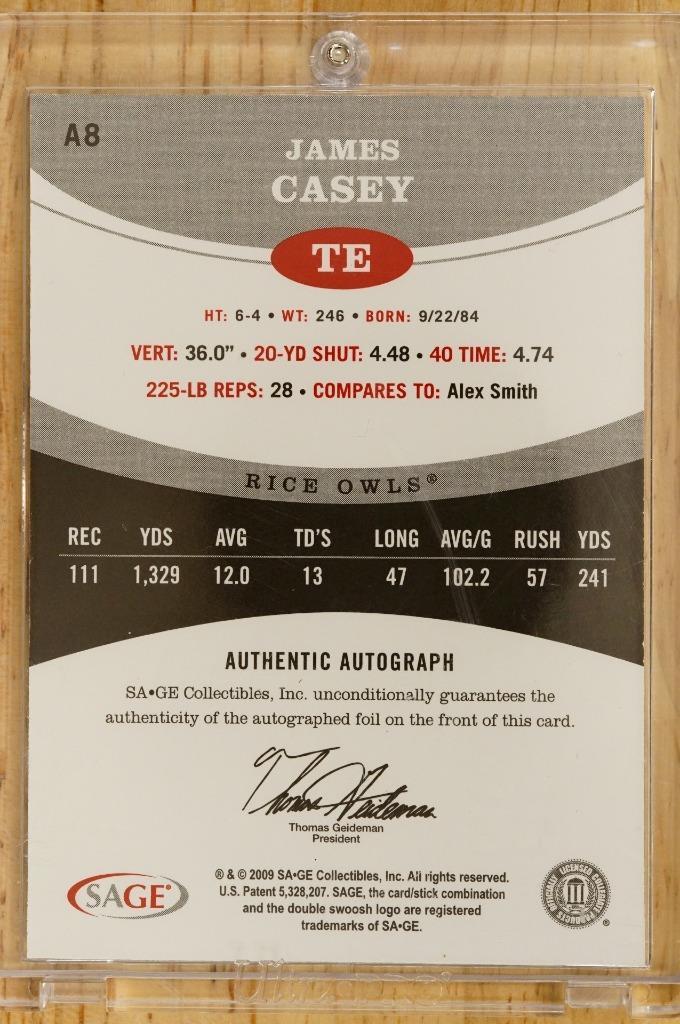 A8
JAMES
CASEY
TE
HT: 6-4 • WT: 246 • BORN: 9/22/84
VERT: 36.0” • 20-YD SHUT: 4.48 • 40 TIME: 4.74
225-LB REPS: 28 • COMPARES TO: Alex Smith
RICE OWLS®
REC YDS AVG TD'S LONG AVG/G RUSH YDS
111 1,329 12.0 13 47 102.2 57 241
AUTHENTIC AUTOGRAPH
SA•GE Collectibles, Inc. unconditionally guarantees the
authenticity of the autographed foil on the front of this card.
Thomas Geideman
Thomas Geideman
President
SAGE®
® & © 2009 SA•GE Collectibles, Inc. All rights reserved.
U.S. Patent 5,328,207. SAGE, the card/stick combination
and the double swoosh logo are registered
trademarks of SA•GE.
OFFICIALLY LICENSED COLLEGIATE PRODUCTS
®